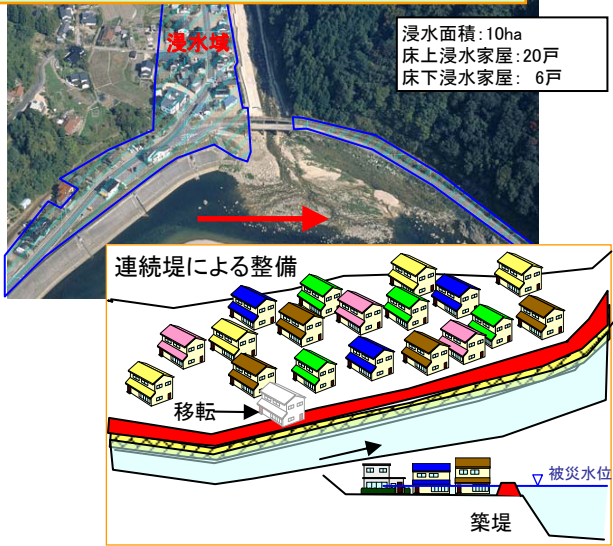 浸水域
浸水面積：10ha
床上浸水家屋：20戸
床下浸水家屋： 6戸
連続堤による整備
移転
被災水位
築堤